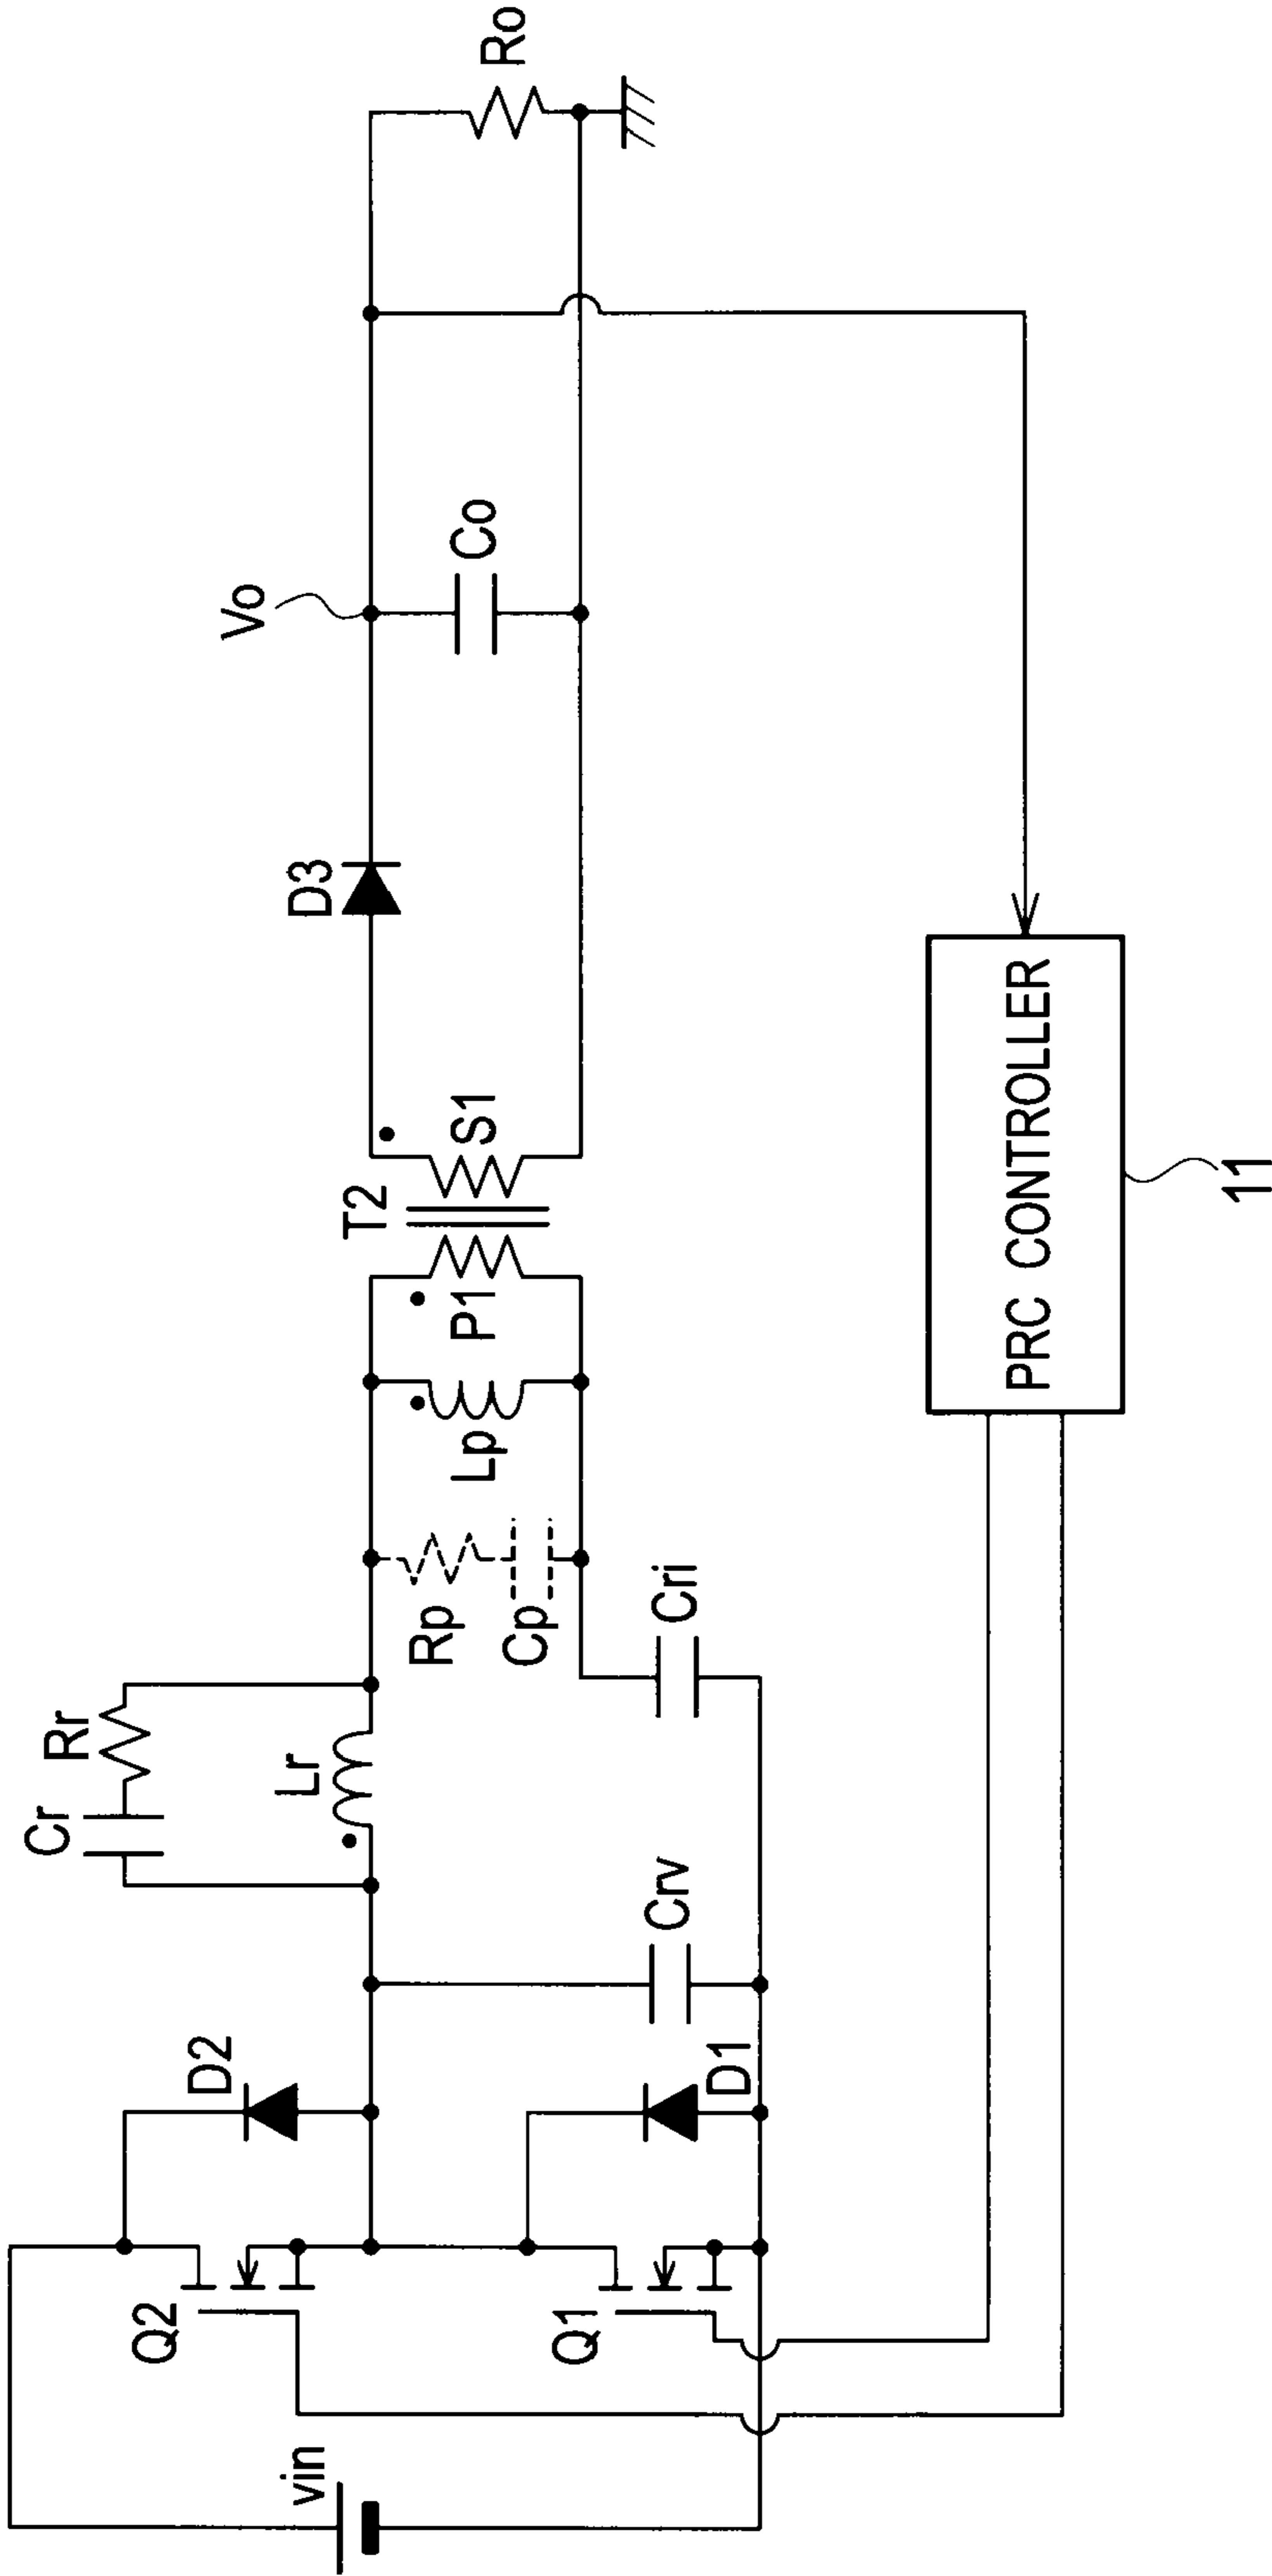 vin
Q2
D2
Q1
D1
Crv
Cr
Rr
Lr
Cri
Rp
Cp
Lp
P1
T2
S1
D3
Vo
Co
Ro
PRC CONTROLLER
11